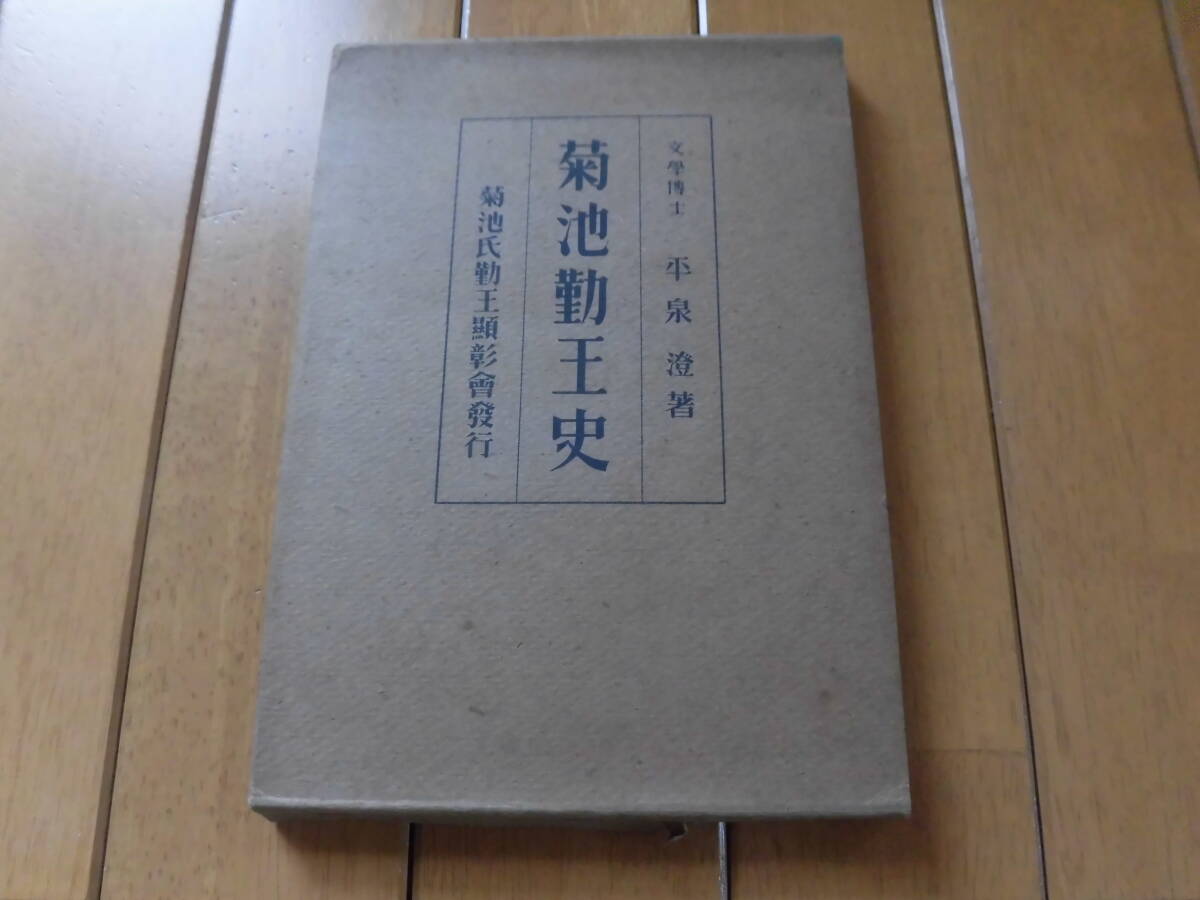 文學博士 平泉澄著
菊池勤王史
菊池氏勤王顯彰會發行